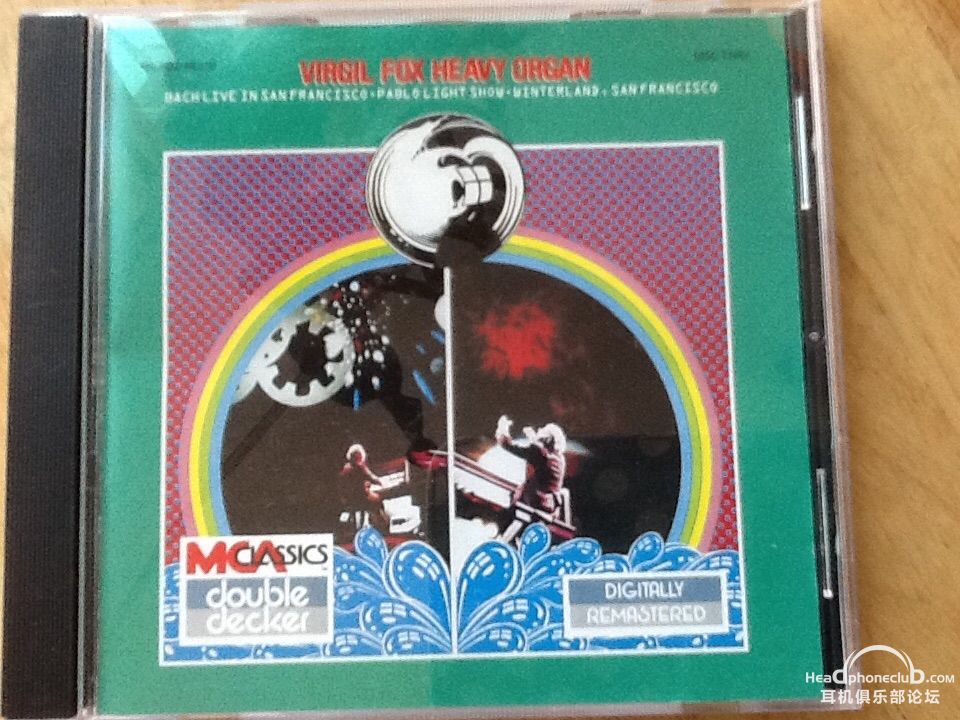 VIRGIL FOX HEAVY ORGAN
BACH LIVE IN SAN FRANCISCO · PABLO LIGHT SHOW · WINTERLAND, SAN FRANCISCO
MCA CLASSICS
double
decker
DIGITALLY
REMASTERED
Headphoneclub.com
耳机俱乐部论坛